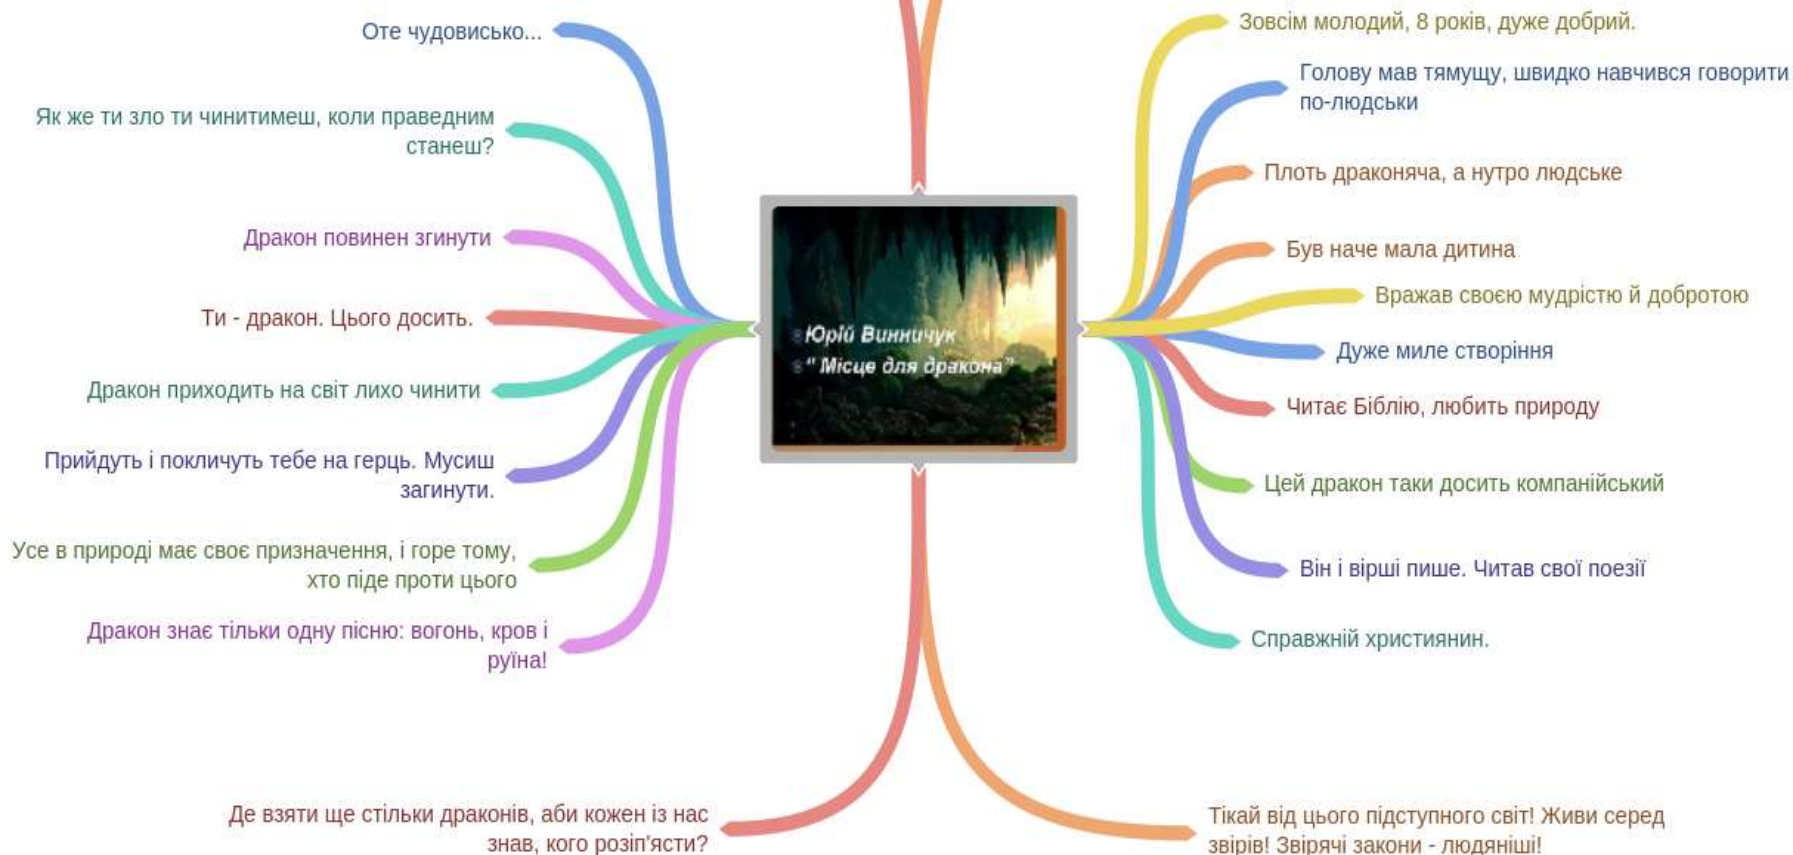 Оте чудовисько...
Як же ти зло ти чинитимеш, коли праведним
станеш?
Дракон повинен згинути
Ти - дракон. Цього досить.
Дракон приходить на світ лихо чинити
Прийдуть і покличуть тебе на герць. Мусиш
загинути.
Усе в природі має своє призначення, і горе тому,
хто піде проти цього
Дракон знає тільки одну пісню: вогонь, кров і
руїна!
Юрій Винничук
" Місце для дракона"
Зовсім молодий, 8 років, дуже добрий.
Голову мав тямущу, швидко навчився говорити
по-людськи
Плоть драконяча, а нутро людське
Був наче мала дитина
Вражав своєю мудрістю й добротою
Дуже миле створіння
Читає Біблію, любить природу
Цей дракон таки досить компанійський
Він і вірші пише. Читав свої поезії
Справжній християнин.
Де взяти ще стільки драконів, аби кожен із нас
знав, кого розіп'ясти?
Тікай від цього підступного світ! Живи серед
звірів! Звірячі закони - людяніші!